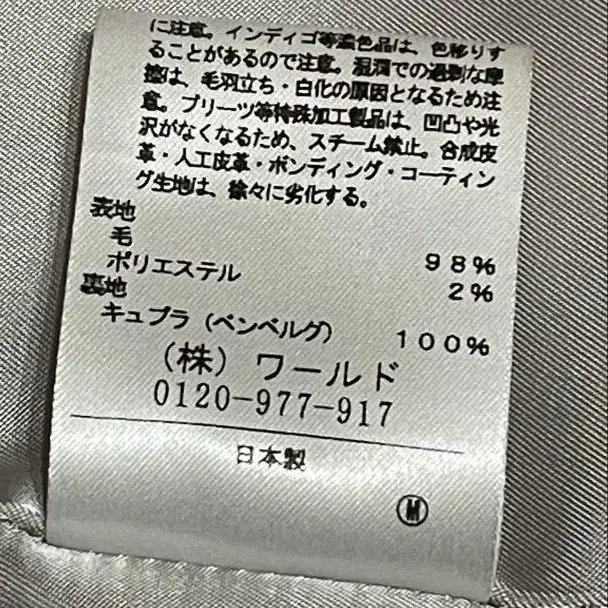 に注意。インディゴ等濃色品は、色移りす
ることがあるので注意。湿潤での過剰な摩
擦は、毛羽立ち・白化の原因となるため注
意。プリーツ等特殊加工製品は、凹凸や光
沢がなくなるため、スチーム禁止。合成皮
革・人工皮革・ボンディング・コーティン
グ生地は、徐々に劣化する。
表地
毛 98%
ポリエステル 2%
裏地
キュプラ(ベンベルグ) 100%
(株)ワールド
0120-977-917
日本製
M